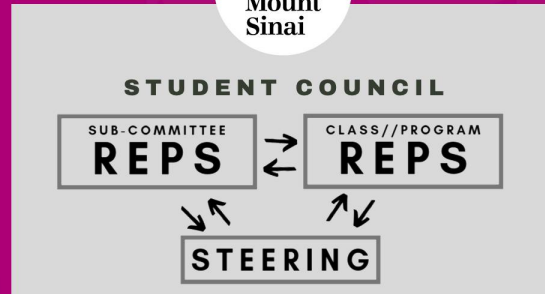 Mount
Sinai
STUDENT COUNCIL
SUB-COMMITTEE
REPS
CLASS//PROGRAM
REPS
STEERING